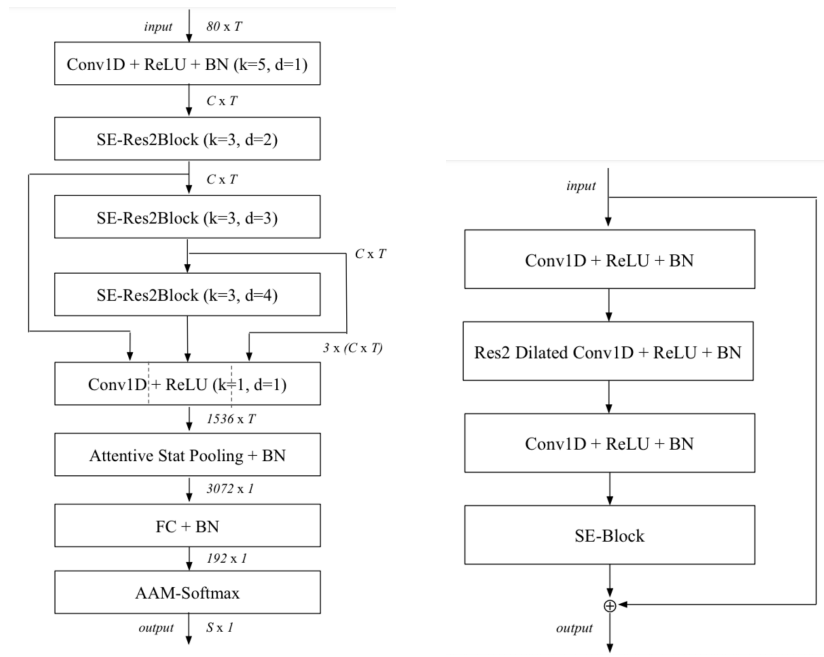 input 80 x T
Conv1D + ReLU + BN (k=5, d=1)
C x T
SE-Res2Block (k=3, d=2)
C x T
SE-Res2Block (k=3, d=3)
C x T
SE-Res2Block (k=3, d=4)
3 x (C x T)
Conv1D + ReLU (k=1, d=1)
1536 x T
Attentive Stat Pooling + BN
3072 x 1
FC + BN
192 x 1
AAM-Softmax
output S x 1
input
Conv1D + ReLU + BN
Res2 Dilated Conv1D + ReLU + BN
Conv1D + ReLU + BN
SE-Block
output